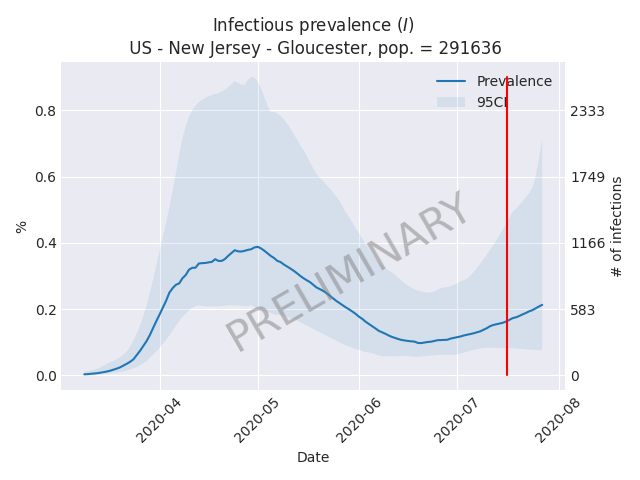 Infectious prevalence (I)
US - New Jersey - Gloucester, pop. = 291636
Prevalence
95CI
PRELIMINARY
%
0.8
0.6
0.4
0.2
0.0
2333
1749
1166
583
0
# of infections
2020-04
2020-05
2020-06
2020-07
2020-08
Date